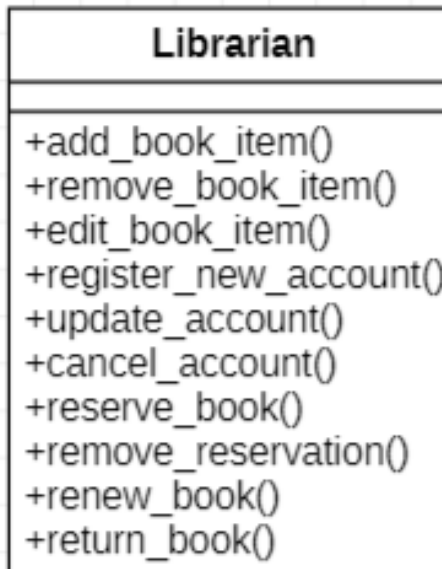 Librarian
+add_book_item()
+remove_book_item()
+edit_book_item()
+register_new_account()
+update_account()
+cancel_account()
+reserve_book()
+remove_reservation()
+renew_book()
+return_book()